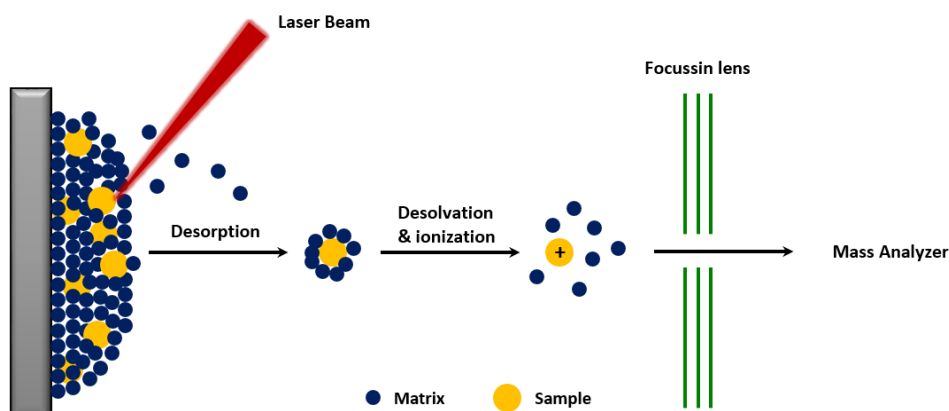 Laser Beam
Focussin lens
Desorption
Desolvation
& ionization
+
Mass Analyzer
Matrix
Sample